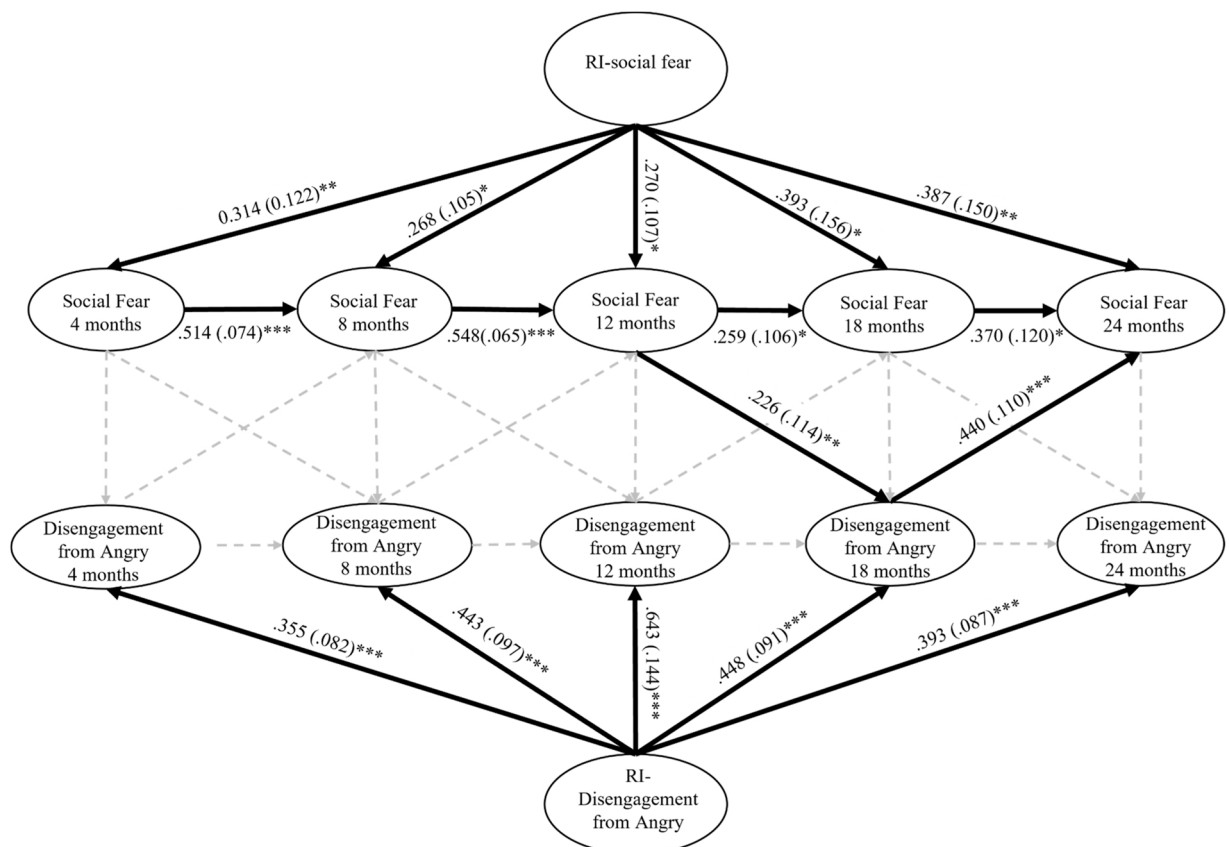 RI-social fear
0.314 (0.122)**
.268 (.105)*
.270 (.107)*
.393 (.156)*
.387 (.150)**
Social Fear
4 months
Social Fear
8 months
Social Fear
12 months
Social Fear
18 months
Social Fear
24 months
.514 (.074)***
.548(.065)***
.259 (.106)*
.370 (.120)*
.226 (.114)**
.440 (.110)***
Disengagement
from Angry
4 months
Disengagement
from Angry
8 months
Disengagement
from Angry
12 months
Disengagement
from Angry
18 months
Disengagement
from Angry
24 months
.355 (.082)***
.443 (.097)***
.643 (.144)***
.448 (.091)***
.393 (.087)***
RI-
Disengagement
from Angry